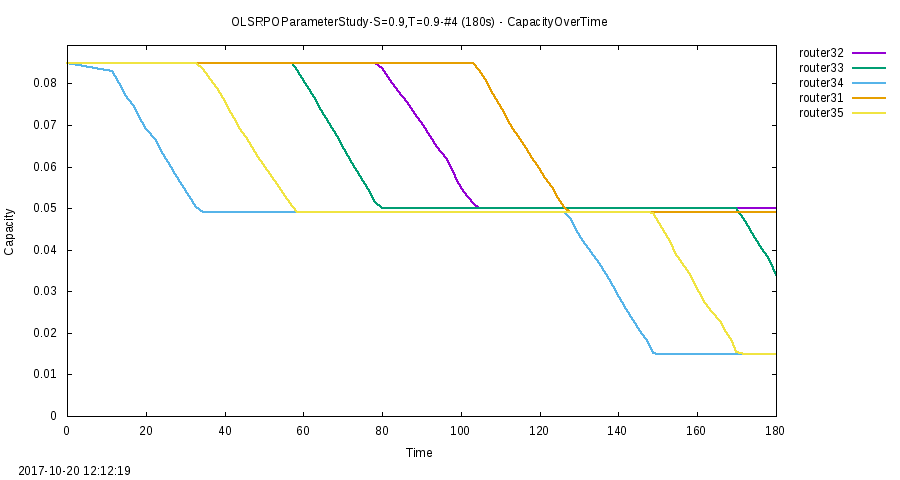 OLSRPOParameterStudy-S=0.9,T=0.9-#4 (180s) - CapacityOverTime
router32
router33
router34
router31
router35
0.08
0.07
0.06
0.05
0.04
0.03
0.02
0.01
0
Capacity
0 20 40 60 80 100 120 140 160 180
Time
2017-10-20 12:12:19